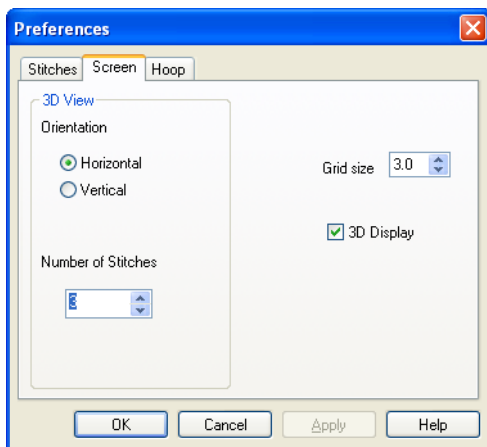 Preferences
Stitches Screen Hoop
3D View
Orientation
Horizontal
Vertical
Grid size 3.0
3D Display
Number of Stitches
3
OK Cancel Apply Help